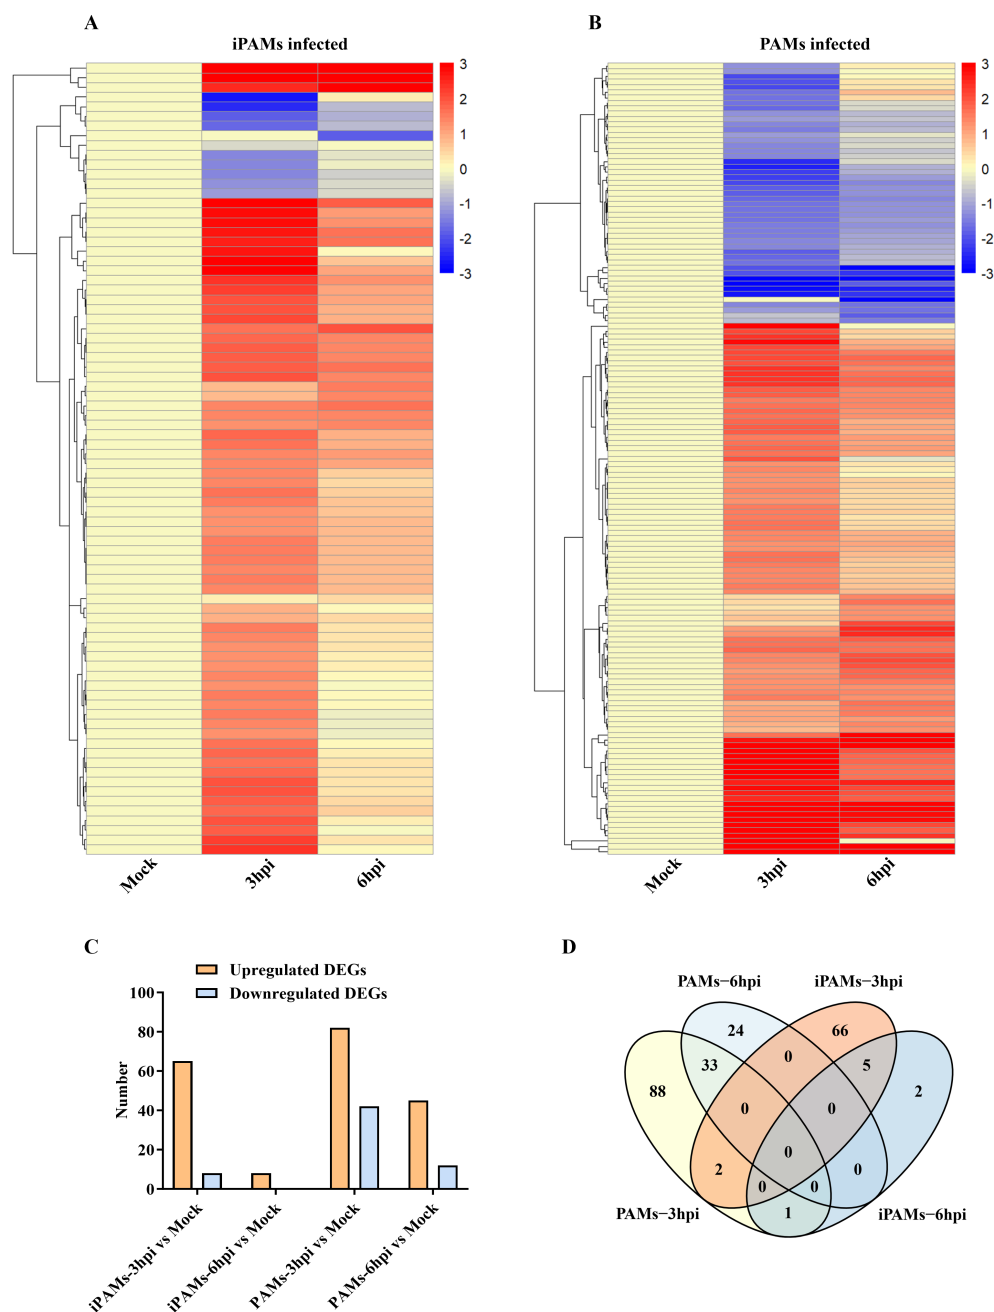 A
iPAMs infected
3
2
1
0
-1
-2
-3
Mock
3hpi
6hpi
B
PAMs infected
3
2
1
0
-1
-2
-3
Mock
3hpi
6hpi
C
Upregulated DEGs
Downregulated DEGs
Number
100
80
60
40
20
0
iPAMs-3hpi vs Mock
iPAMs-6hpi vs Mock
PAMs-3hpi vs Mock
PAMs-6hpi vs Mock
D
PAMs−6hpi
iPAMs−3hpi
24
66
33
0
5
88
2
0
0
2
0
0
0
0
1
PAMs−3hpi
iPAMs−6hpi